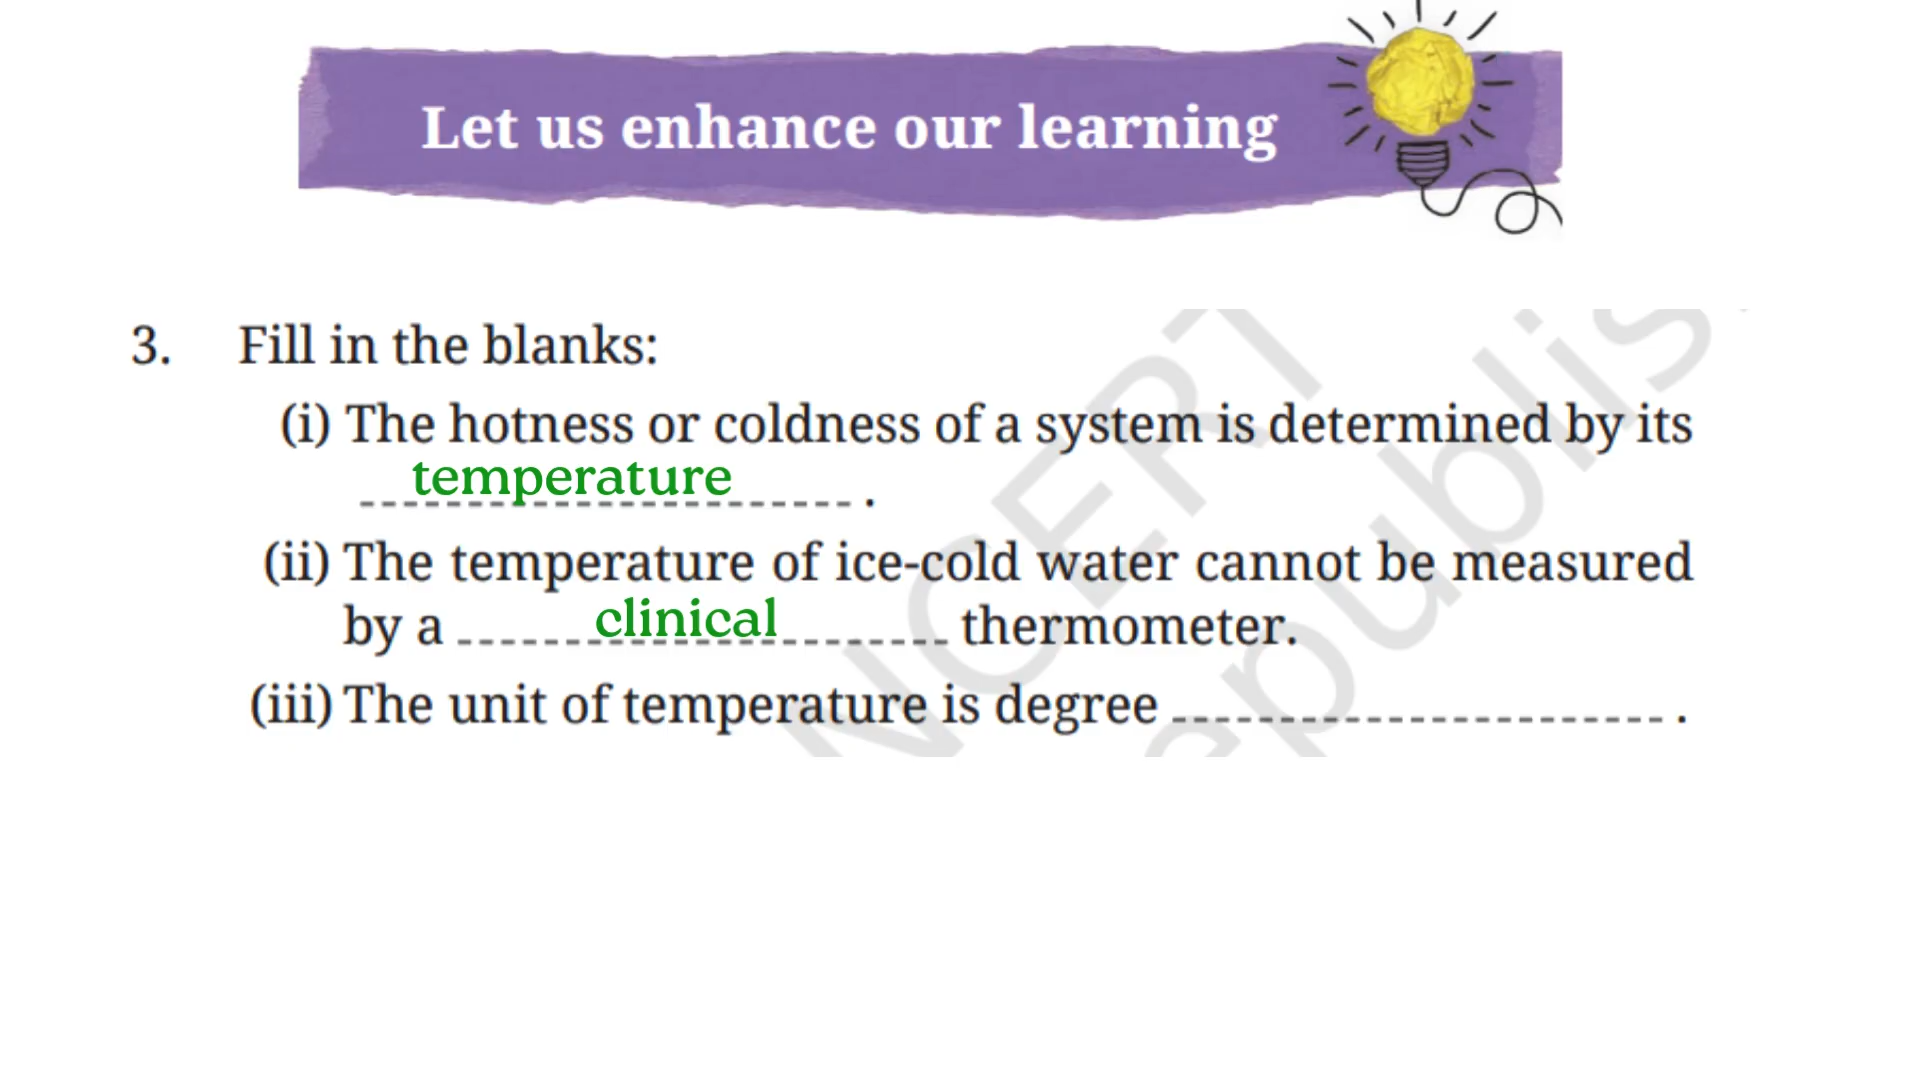 Let us enhance our learning
3. Fill in the blanks:
(i) The hotness or coldness of a system is determined by its
temperature.
(ii) The temperature of ice-cold water cannot be measured
by a clinical thermometer.
(iii) The unit of temperature is degree .
NCERT